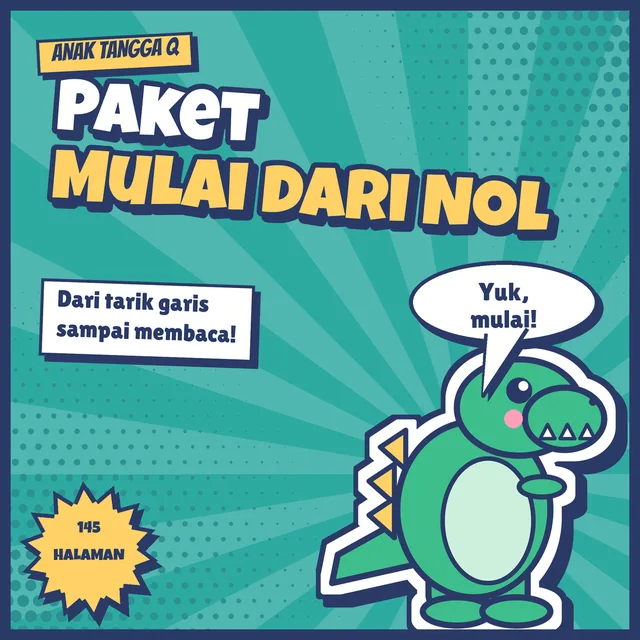 ANAK TANGGA Q
PAKET
MULAI DARI NOL
Dari tarik garis
sampai membaca!
Yuk,
mulai!
145
HALAMAN